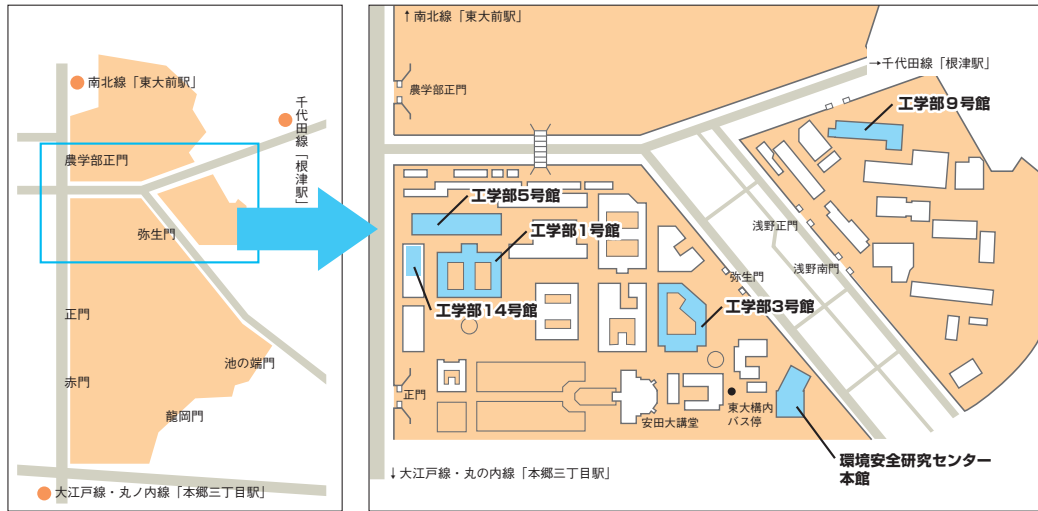 南北線「東大前駅」
千代田線「根津駅」
農学部正門
弥生門
正門
池の端門
赤門
龍岡門
大江戸線・丸ノ内線「本郷三丁目駅」
↑南北線「東大前駅」
→千代田線「根津駅」
農学部正門
工学部9号館
工学部5号館
工学部1号館
浅野正門
浅野南門
弥生門
工学部14号館
工学部3号館
正門
安田大講堂
東大構内
バス停
環境安全研究センター
本館
↓大江戸線・丸の内線「本郷三丁目駅」